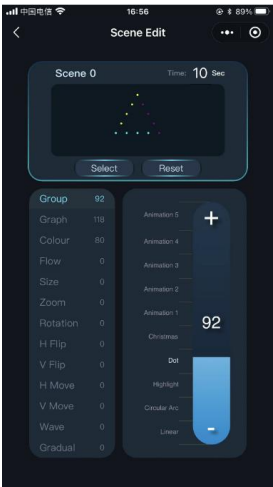 中国电信 16:56 89%
Scene Edit
Scene 0 Time: 10 Sec
Select Reset
Group 92
Graph 118
Colour 60
Flow 0
Size 0
Zoom 0
Rotation 0
H Flip 0
V Flip 0
H Move 0
V Move 0
Wave 0
Gradual 0
+
Animation 5
Animation 4
Animation 3
Animation 2
Animation 1
92
Christmas
Dot
Highlight
Circular Arc
Linear
-